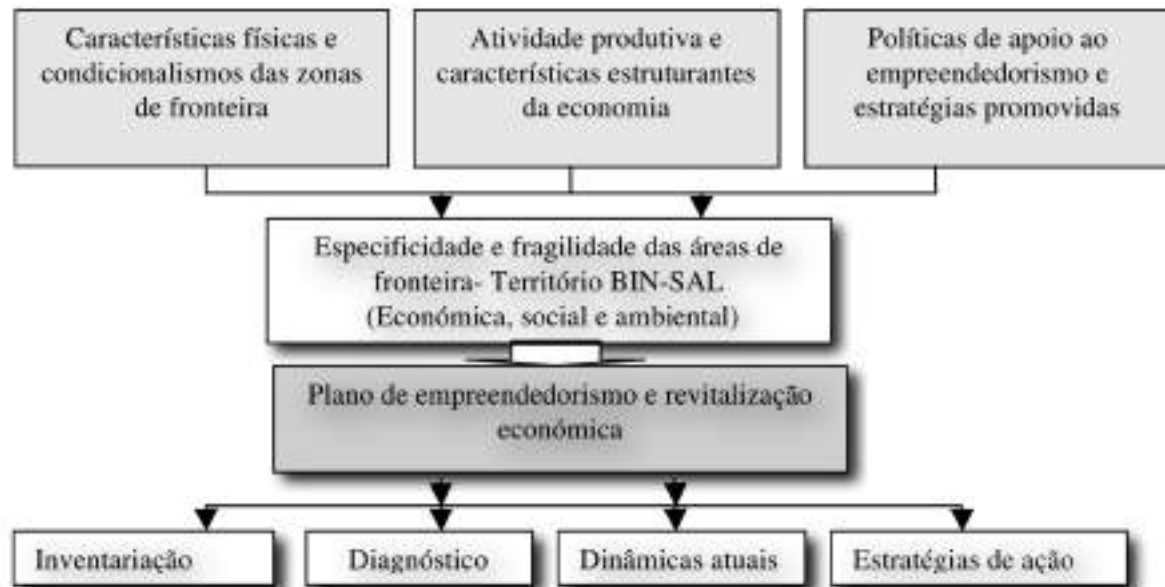 Características físicas e
condicionalismos das zonas
de fronteira
Atividade produtiva e
características estruturantes
da economia
Políticas de apoio ao
empreendedorismo e
estratégias promovidas
Especificidade e fragilidade das áreas de
fronteira- Território BIN-SAL
(Económica, social e ambiental)
Plano de empreendedorismo e revitalização
económica
Inventariação
Diagnóstico
Dinâmicas atuais
Estratégias de ação